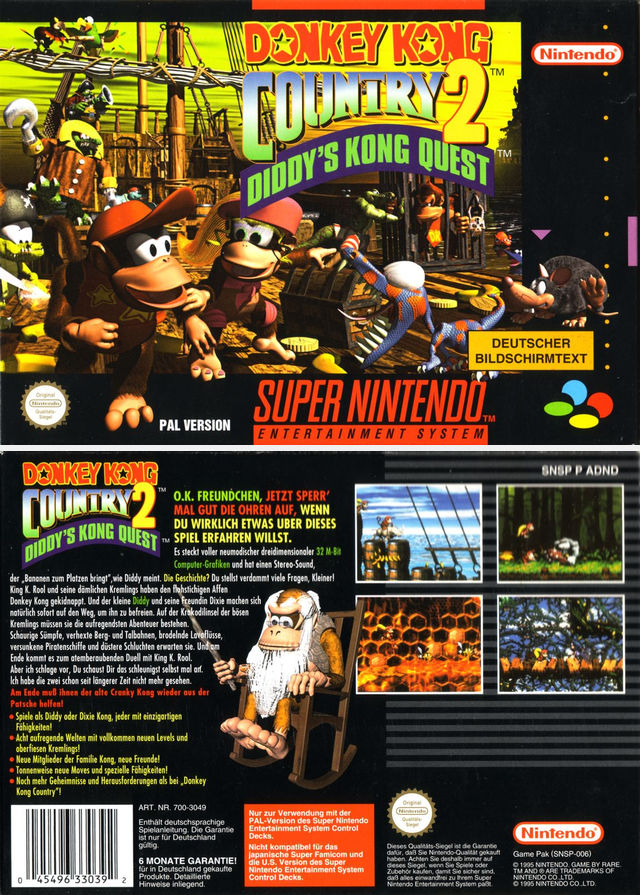 DONKEY KONG
COUNTRY 2 ™
DIDDY'S KONG QUEST ™
Nintendo®
DEUTSCHER
BILDSCHIRMTEXT
Original
Nintendo
Qualitäts-
Siegel
PAL VERSION
SUPER NINTENDO ™
ENTERTAINMENT SYSTEM
DONKEY KONG
COUNTRY 2 ™
DIDDY'S KONG QUEST ™
SNSP P ADND
O.K. FREUNDCHEN, JETZT SPERR'
MAL GUT DIE OHREN AUF, WENN
DU WIRKLICH ETWAS UBER DIESES
SPIEL ERFAHREN WILLST.
Es steckt voller neumodischer dreidimensionaler 32 M-Bit
Computer-Grafiken und hat einen Stereo-Sound,
der „Bananen zum Platzen bringt", wie Diddy meint. Die Geschichte? Du stellst verdammt viele Fragen, Kleiner!
King K. Rool und seine dämlichen Kremlings haben den flohstichigen Affen
Donkey Kong gekidnappt. Und der kleine Diddy und seine Freundin Dixie machen sich
natürlich sofort auf den Weg, um ihn zu befreien. Auf der Krokodilinsel der bösen
Kremlings müssen sie die aufregendsten Abenteuer bestehen.
Schaurige Sümpfe, verhexte Berg- und Talbahnen, brodelnde Lavaflüsse,
versunkene Piratenschiffe und düstere Schluchten erwarten sie. Und am
Ende kommt es zum atemberaubenden Duell mit King K. Rool.
Aber ich schlage vor, Du schaust Dir das schleunigst selbst mal an.
Ich habe die zwei schon seit längerer Zeit nicht mehr gesehen.
Am Ende muß ihnen der alte Cranky Kong wieder aus der
Patsche helfen!
• Spiele als Diddy oder Dixie Kong, jeder mit einzigartigen
Fähigkeiten!
• Acht aufregende Welten mit vollkommen neuen Leveln und
oberfiesen Kremlings!
• Neue Mitglieder der Familie Kong, neue Freunde!
• Tonnenweise neue Moves und spezielle Fähigkeiten!
• Noch mehr Geheimnisse und Herausforderungen als bei „Donkey
Kong Country"!
0 45496 33039 2
ART. NR. 700-3049
Enthält deutschsprachige
Spielanleitung. Die Garantie
ist nur für Deutschland
gültig.
6 MONATE GARANTIE!
für in Deutschland gekaufte
Produkte. Detaillierte
Hinweise inliegend.
Nur zur Verwendung mit der
PAL-Version des Super Nintendo
Entertainment System Control
Decks.
Nicht kompatibel für das
japanische Super Famicom und
die U.S. Version des Super
Nintendo Entertainment System
Control Decks.
Original
Nintendo
Qualitäts-
Siegel
Dieses Qualitäts-Siegel ist die Garantie
dafür, daß Sie Nintendo-Qualität gekauft
haben. Achten Sie deshalb immer auf
dieses Siegel, wenn Sie Spiele oder
Zubehör kaufen, damit Sie sicher sind,
daß alles einwandfrei zu Ihrem Super
Nintendo Entertainment System paßt.
Nintendo®
Game Pak (SNSP-006)
© 1995 NINTENDO. GAME BY RARE.
TM AND ® ARE TRADEMARKS OF
NINTENDO CO., LTD.
© 1995 NINTENDO CO., LTD.